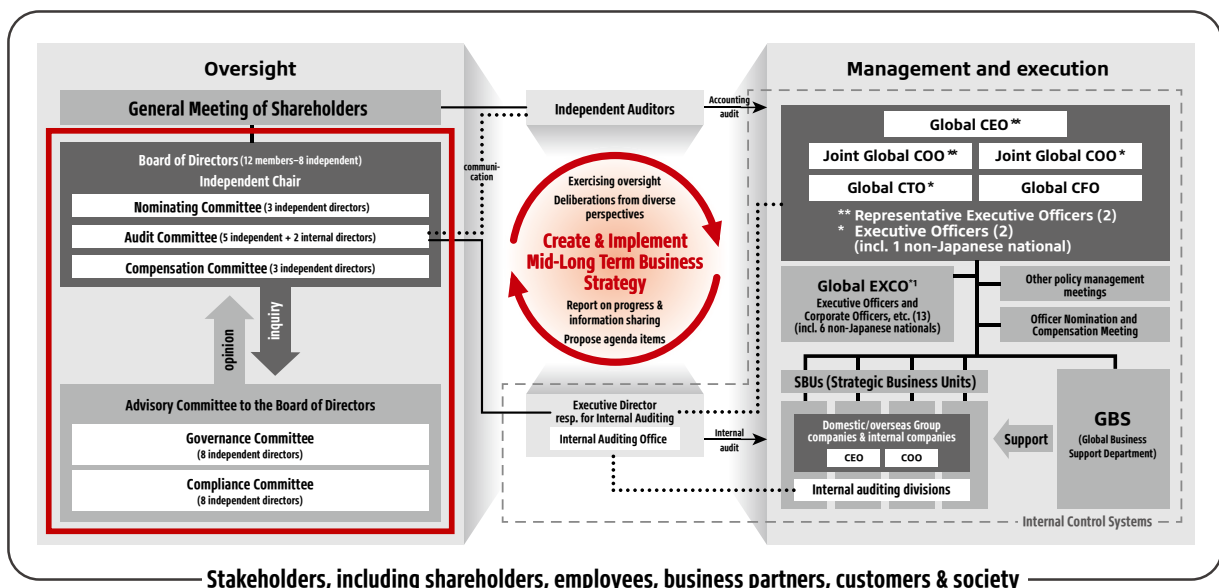 Oversight
General Meeting of Shareholders
Board of Directors (12 members–8 independent)
Independent Chair
Nominating Committee (3 independent directors)
Audit Committee (5 independent + 2 internal directors)
Compensation Committee (3 independent directors)
opinion
inquiry
Advisory Committee to the Board of Directors
Governance Committee
(8 independent directors)
Compliance Committee
(8 independent directors)
communi-
cation
Independent Auditors
Accounting
audit
Exercising oversight
Deliberations from diverse
perspectives
Create & Implement
Mid-Long Term Business
Strategy
Report on progress &
information sharing
Propose agenda items
Executive Director
resp. for Internal Auditing
Internal Auditing Office
Internal
audit
Management and execution
Global CEO**
Joint Global COO**
Joint Global COO*
Global CTO*
Global CFO
** Representative Executive Officers (2)
* Executive Officers (2)
(incl. 1 non-Japanese national)
Global EXCO*1
Executive Officers and
Corporate Officers, etc. (13)
(incl. 6 non-Japanese nationals)
Other policy management
meetings
Officer Nomination and
Compensation Meeting
SBUs (Strategic Business Units)
Domestic/overseas Group
companies & internal companies
CEO
COO
Internal auditing divisions
Support
GBS
(Global Business
Support Department)
Internal Control Systems
Stakeholders, including shareholders, employees, business partners, customers & society